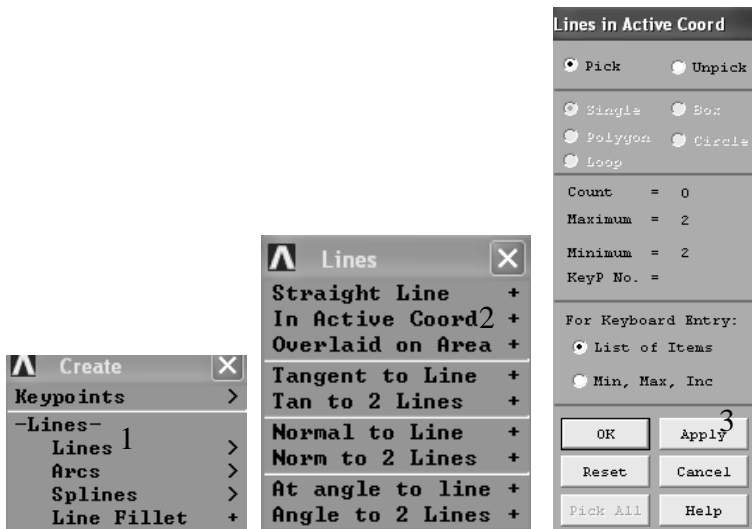 Create
Keypoints >
-Lines-
Lines 1 >
Arcs >
Splines >
Line Fillet +
Lines
Straight Line +
In Active Coord 2 +
Overlaid on Area +
Tangent to Line +
Tan to 2 Lines +
Normal to Line +
Norm to 2 Lines +
At angle to line +
Angle to 2 Lines +
Lines in Active Coord
Pick Unpick
Single Box
Polygon Circle
Loop
Count = 0
Maximum = 2
Minimum = 2
KeyP No. =
For Keyboard Entry:
List of Items
Min, Max, Inc
3
OK Apply
Reset Cancel
Pick All Help